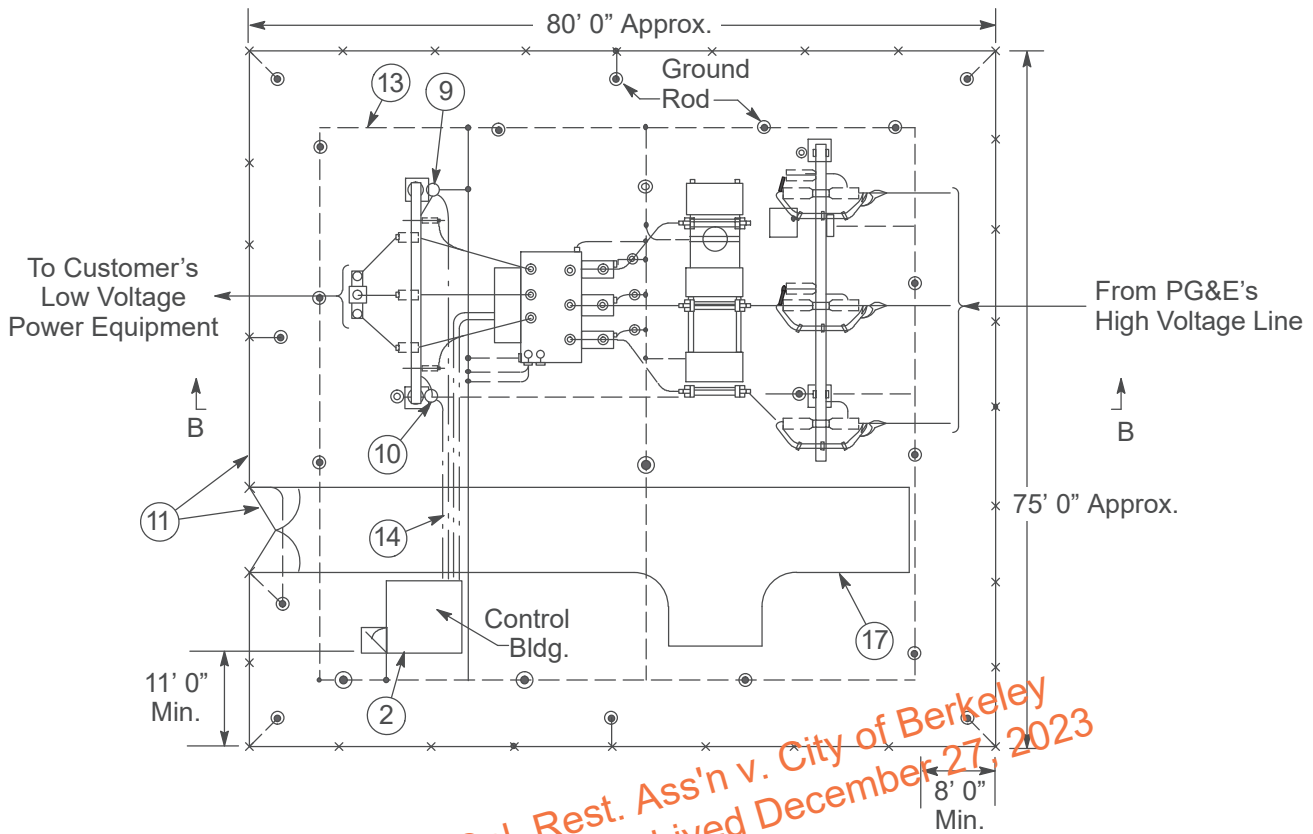 80’ 0” Approx.
Ground
Rod
13
9
To Customer’s
Low Voltage
Power Equipment
From PG&E’s
High Voltage Line
B
B
10
11
14
75’ 0” Approx.
Control
Bldg.
17
11’ 0”
Min.
2
8’ 0”
Min.
Rest. Ass'n v. City of Berkeley
December 27, 2023